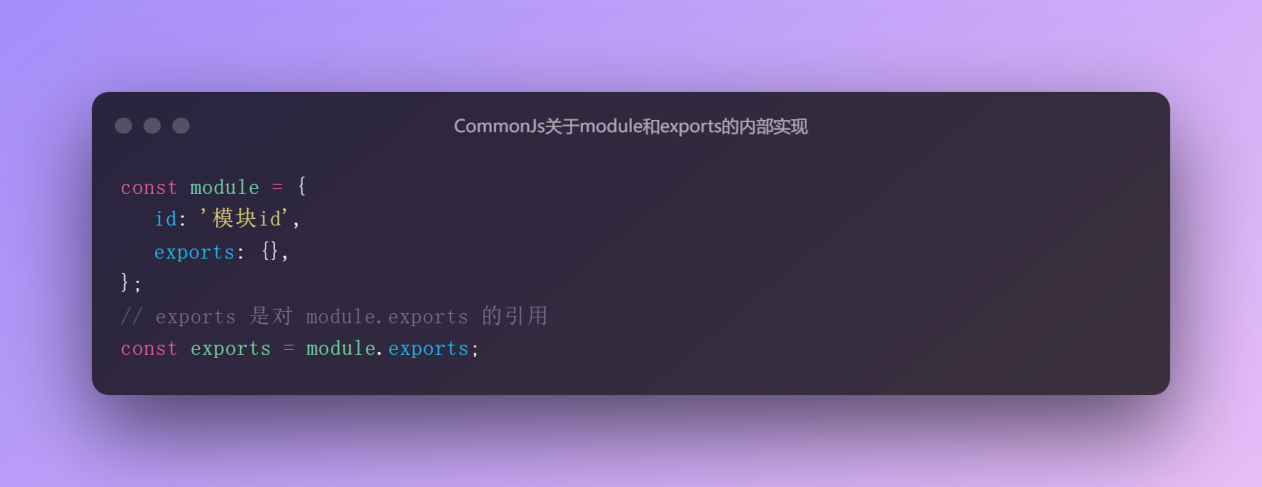 CommonJs关于module和exports的内部实现
const module = {
   id: '模块id',
   exports: {},
};
// exports 是对 module.exports 的引用
const exports = module.exports;